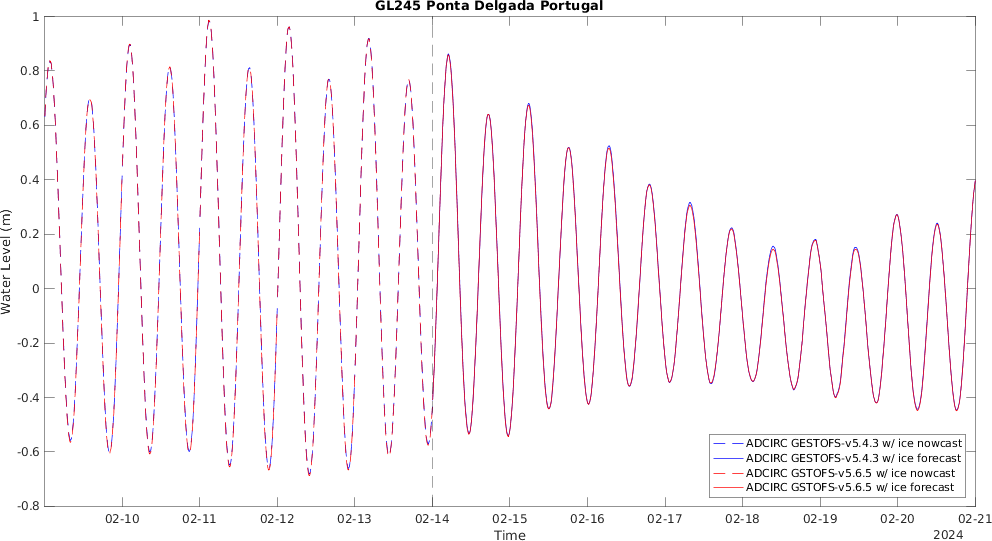 GL245 Ponta Delgada Portugal
1
0.8
0.6
0.4
0.2
0
-0.2
-0.4
-0.6
-0.8
Water Level (m)
ADCIRC GESTOFS-v5.4.3 w/ ice nowcast
ADCIRC GESTOFS-v5.4.3 w/ ice forecast
ADCIRC GSTOFS-v5.6.5 w/ ice nowcast
ADCIRC GSTOFS-v5.6.5 w/ ice forecast
02-10 02-11 02-12 02-13 02-14 02-15 02-16 02-17 02-18 02-19 02-20 02-21
Time
2024